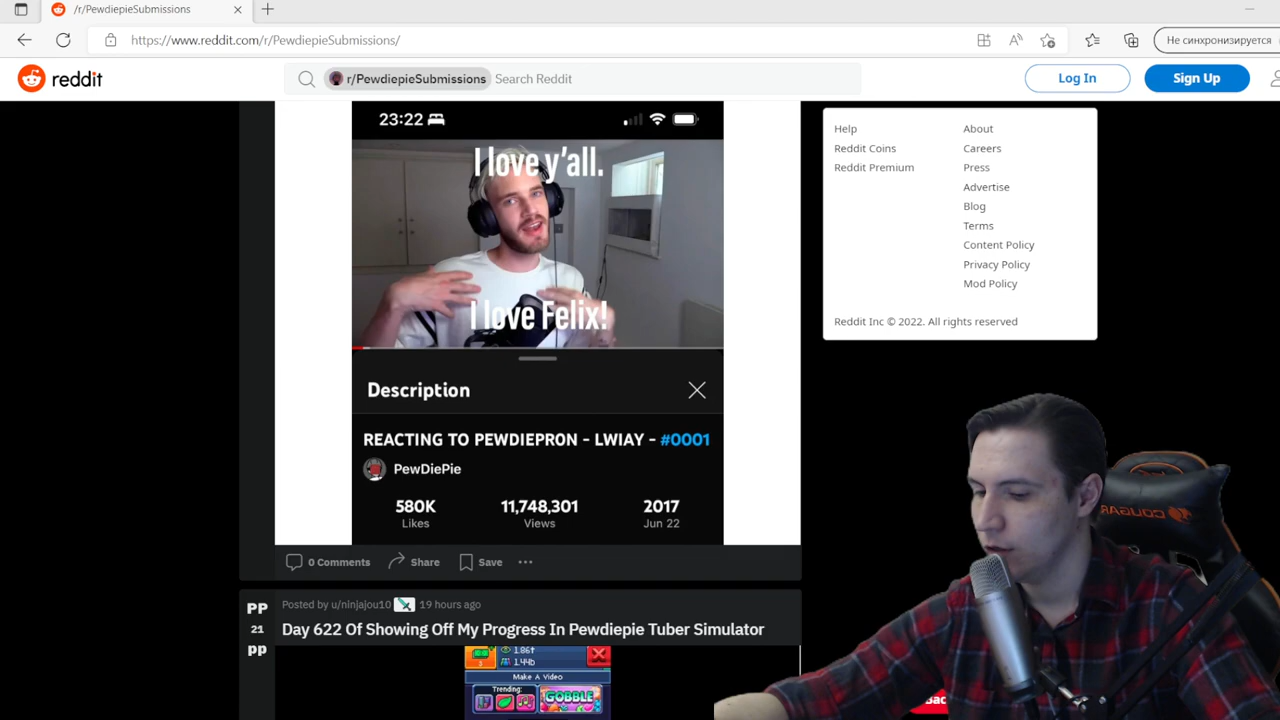 /r/PewdiepieSubmissions
https://www.reddit.com/r/PewdiepieSubmissions/
Не синхронизируется
reddit
r/PewdiepieSubmissions
Search Reddit
Log In
Sign Up
23:22
I love y'all.
I love Felix!
Description
REACTING TO PEWDIEPRON - LWIAY - #0001
PewDiePie
580K
11,748,301
2017
Likes
Views
Jun 22
0 Comments
Share
Save
PP
21
pp
Posted by u/ninjajou10
19 hours ago
Day 622 Of Showing Off My Progress In Pewdiepie Tuber Simulator
1.86†
1.44b
Make A Video
Trending:
GOBBLE
Help
About
Reddit Coins
Careers
Reddit Premium
Press
Advertise
Blog
Terms
Content Policy
Privacy Policy
Mod Policy
Reddit Inc © 2022. All rights reserved
COUGAR